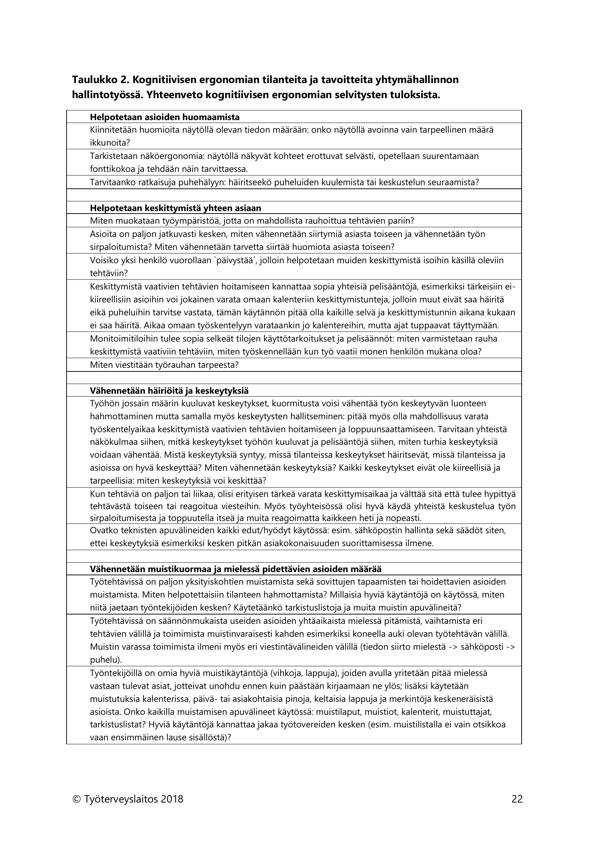 Taulukko 2. Kognitiivisen ergonomian tilanteita ja tavoitteita yhtymähallinnon
hallintotyössä. Yhteenveto kognitiivisen ergonomian selvitysten tuloksista.
Helpotetaan asioiden huomaamista
Kiinnitetään huomioita näytöllä olevan tiedon määrään: onko näytöllä avoinna vain tarpeellinen määrä
ikkunoita?
Tarkistetaan näköergonomia: näytöllä näkyvät kohteet erottuvat selvästi, opetellaan suurentamaan
fonttikokoa ja tehdään näin tarvittaessa.
Tarvitaanko ratkaisuja puhehälyyn: häiritseekö puheluiden kuulemista tai keskustelun seuraamista?
Helpotetaan keskittymistä yhteen asiaan
Miten muokataan työympäristöä, jotta on mahdollista rauhoittua tehtävien pariin?
Asioita on paljon jatkuvasti kesken, miten vähennetään siirtymiä asiasta toiseen ja vähennetään työn
sirpaloitumista? Miten vähennetään tarvetta siirtää huomiota asiasta toiseen?
Voisiko yksi henkilö vuorollaan `päivystää´, jolloin helpotetaan muiden keskittymistä isoihin käsillä oleviin
tehtäviin?
Keskittymistä vaativien tehtävien hoitamiseen kannattaa sopia yhteisiä pelisääntöjä, esimerkiksi tärkeisiin ei-
kiireellisiin asioihin voi jokainen varata omaan kalenteriin keskittymistunteja, jolloin muut eivät saa häiritä
eikä puheluihin tarvitse vastata, tämän käytännön pitää olla kaikille selvä ja keskittymistunnin aikana kukaan
ei saa häiritä. Aikaa omaan työskentelyyn varataankin jo kalentereihin, mutta ajat tuppaavat täyttymään.
Monitoimitiloihin tulee sopia selkeät tilojen käyttötarkoitukset ja pelisäännöt: miten varmistetaan rauha
keskittymistä vaativiin tehtäviin, miten työskennellään kun työ vaatii monen henkilön mukana oloa?
Miten viestitään työrauhan tarpeesta?
Vähennetään häiriöitä ja keskeytyksiä
Työhön jossain määrin kuuluvat keskeytykset, kuormitusta voisi vähentää työn keskeytyvän luonteen
hahmottaminen mutta samalla myös keskeytysten hallitseminen: pitää myös olla mahdollisuus varata
työskentelyaikaa keskittymistä vaativien tehtävien hoitamiseen ja loppuunsaattamiseen. Tarvitaan yhteistä
näkökulmaa siihen, mitkä keskeytykset työhön kuuluvat ja pelisääntöjä siihen, miten turhia keskeytyksiä
voidaan vähentää. Mistä keskeytyksiä syntyy, missä tilanteissa keskeytykset häiritsevät, missä tilanteissa ja
asioissa on hyvä keskeyttää? Miten vähennetään keskeytyksiä? Kaikki keskeytykset eivät ole kiireellisiä ja
tarpeellisia: miten keskeytyksiä voi keskittää?
Kun tehtäviä on paljon tai liikaa, olisi erityisen tärkeä varata keskittymisaikaa ja välttää sitä että tulee hypittyä
tehtävästä toiseen tai reagoitua viesteihin. Myös työyhteisössä olisi hyvä käydä yhteistä keskustelua työn
sirpaloitumisesta ja toppuutella itseä ja muita reagoimatta kaikkeen heti ja nopeasti.
Ovatko teknisten apuvälineiden kaikki edut/hyödyt käytössä: esim. sähköpostin hallinta sekä säädöt siten,
ettei keskeytyksiä esimerkiksi kesken pitkän asiakokonaisuuden suorittamisessa ilmene.
Vähennetään muistikuormaa ja mielessä pidettävien asioiden määrää
Työtehtävissä on paljon yksityiskohtien muistamista sekä sovittujen tapaamisten tai hoidettavien asioiden
muistamista. Miten helpotettaisiin tilanteen hahmottamista? Millaisia hyviä käytäntöjä on käytössä, miten
niitä jaetaan työntekijöiden kesken? Käytetäänkö tarkistuslistoja ja muita muistin apuvälineitä?
Työtehtävissä on säännönmukaista useiden asioiden yhtäaikaista mielessä pitämistä, vaihtamista eri
tehtävien välillä ja toimimista muistinvaraisesti kahden esimerkiksi koneella auki olevan työtehtävän välillä.
Muistin varassa toimimista ilmeni myös eri viestintävälineiden välillä (tiedon siirto mielestä -> sähköposti ->
puhelu).
Työntekijöillä on omia hyviä muistikäytäntöjä (vihkoja, lappuja), joiden avulla yritetään pitää mielessä
vastaan tulevat asiat, jotteivat unohdu ennen kuin päästään kirjaamaan ne ylös; lisäksi käytetään
muistutuksia kalenterissa, päivä- tai asiakohtaisia pinoja, keltaisia lappuja ja merkintöjä keskeneräisistä
asioista. Onko kaikilla muistamisen apuvälineet käytössä: muistilaput, muistiot, kalenterit, muistuttajat,
tarkistuslistat? Hyviä käytäntöjä kannattaa jakaa työtovereiden kesken (esim. muistilistalla ei vain otsikkoa
vaan ensimmäinen lause sisällöstä)?
© Työterveyslaitos 2018
22